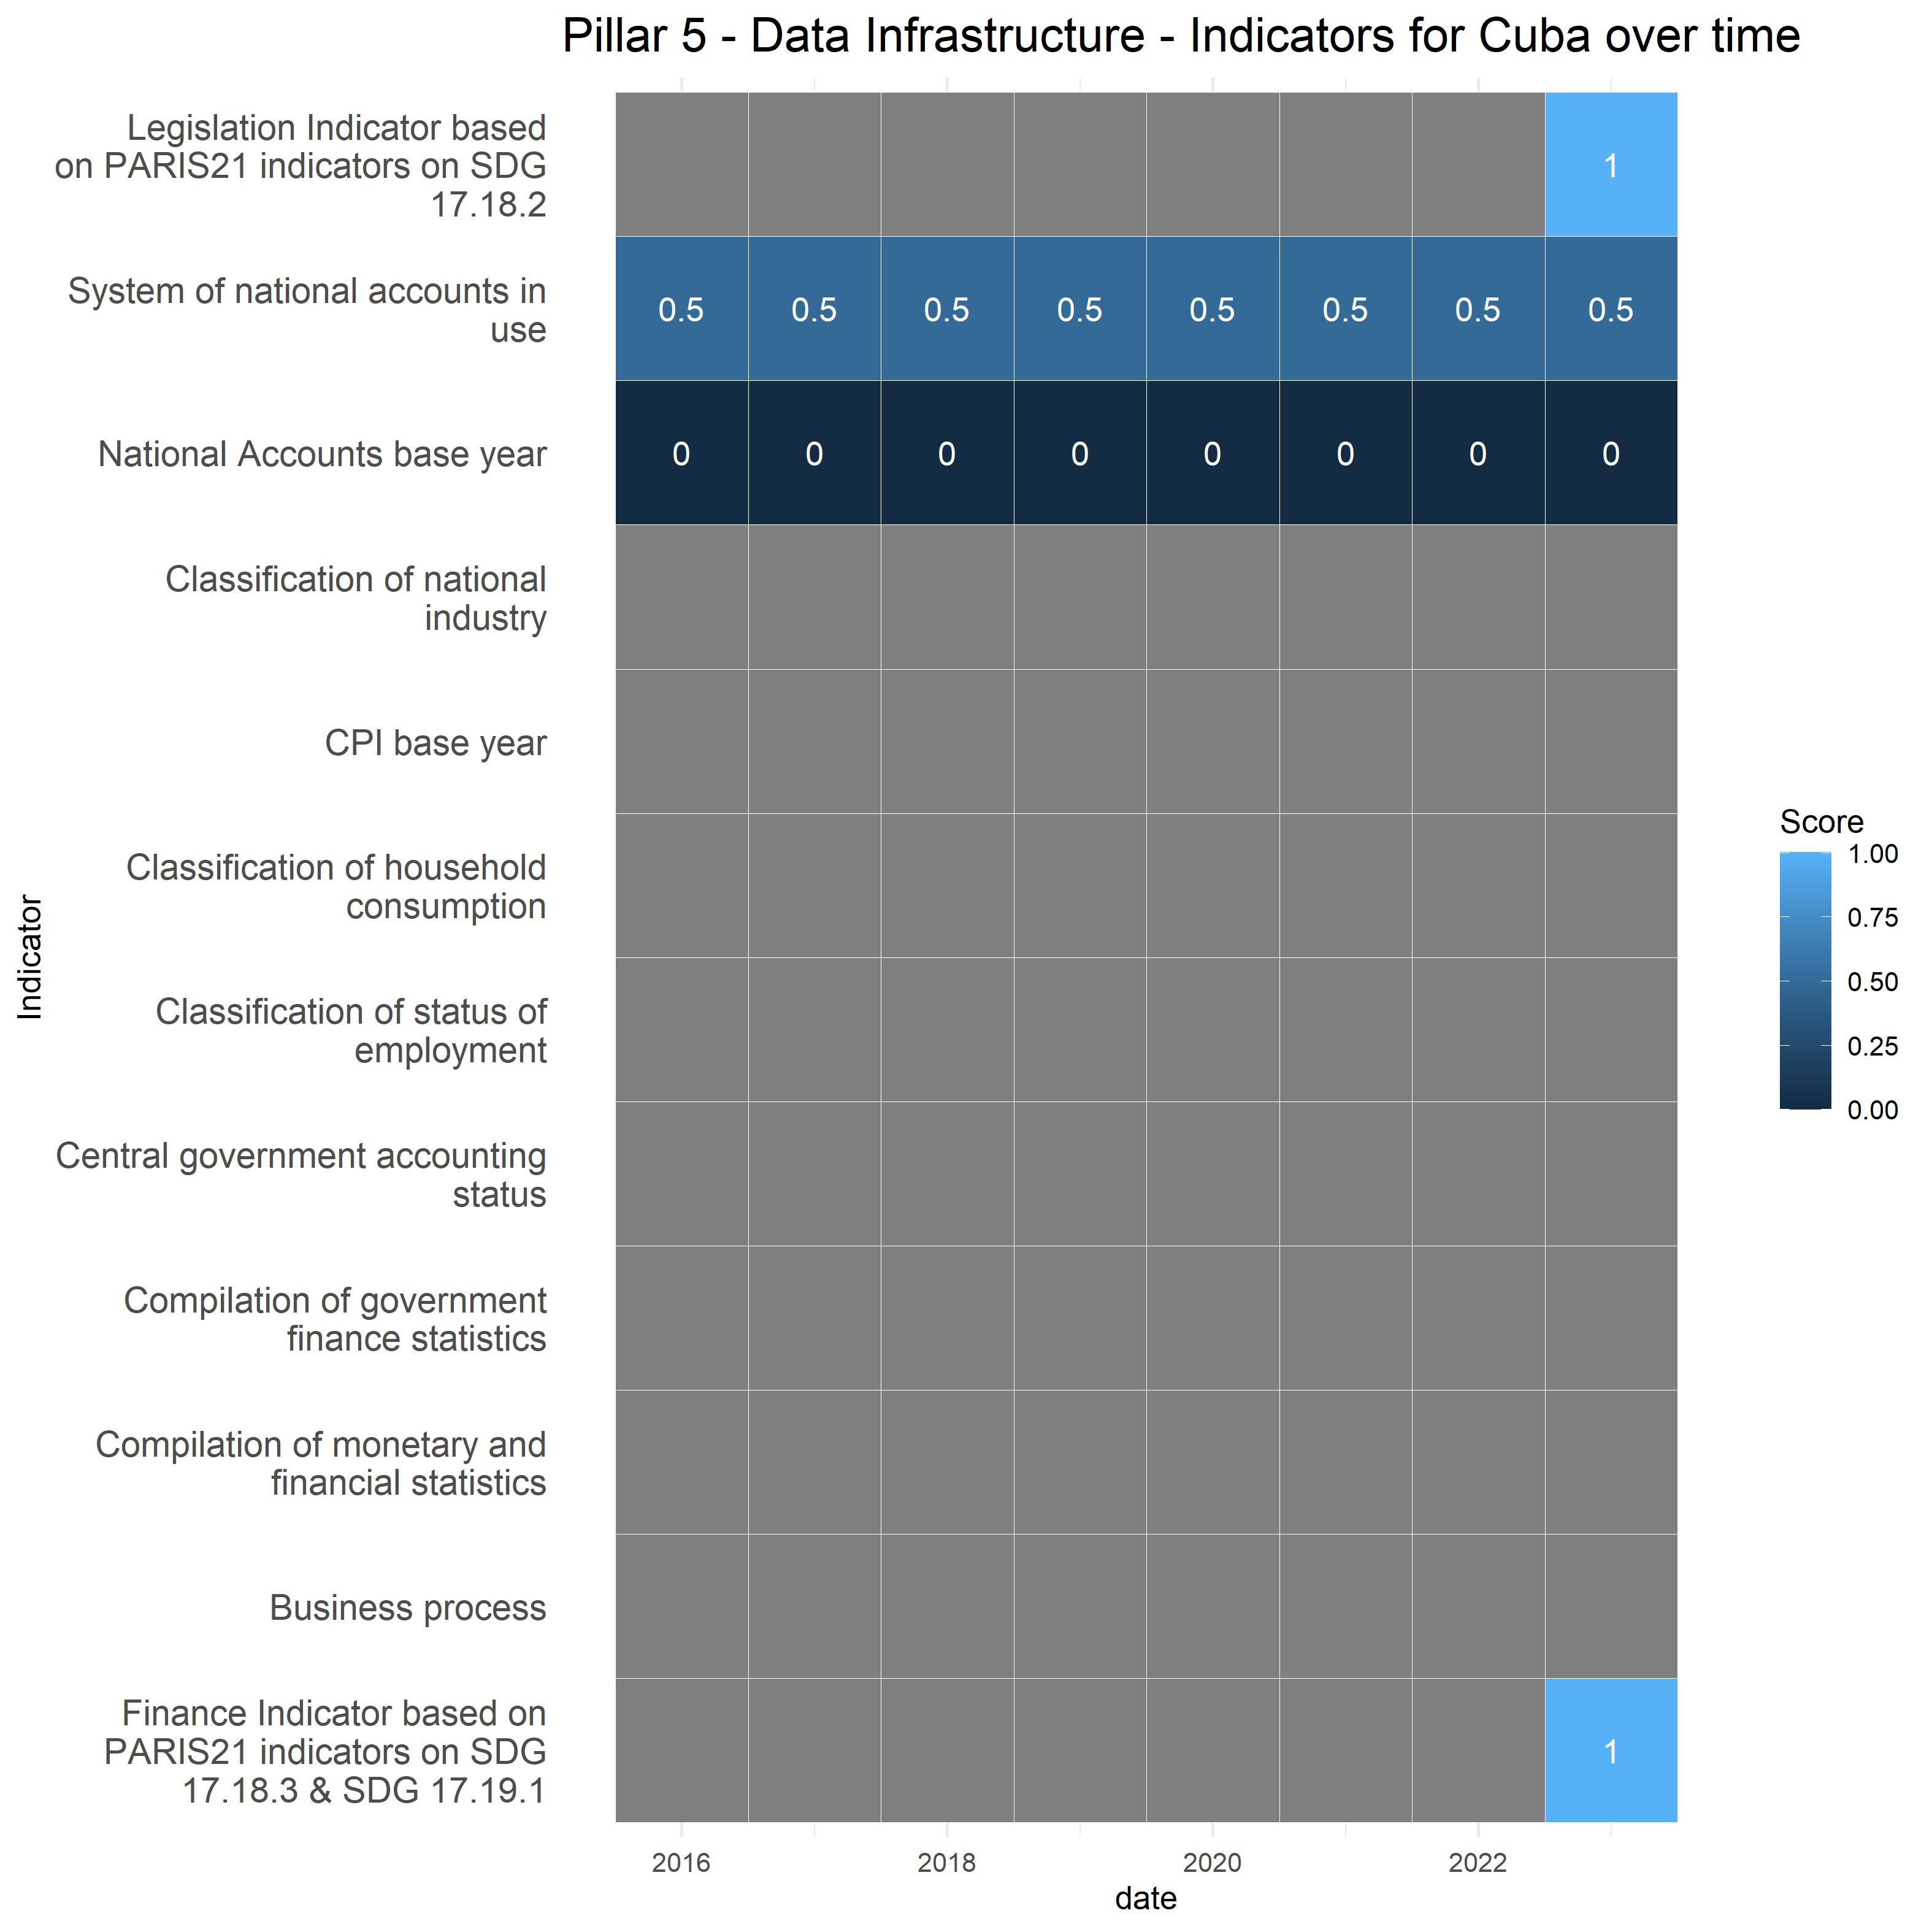 Pillar 5 - Data Infrastructure - Indicators for Cuba over time
Legislation Indicator based
on PARIS21 indicators on SDG
17.18.2
1
System of national accounts in
use
0.5 0.5 0.5 0.5 0.5 0.5 0.5 0.5
National Accounts base year
0 0 0 0 0 0 0 0
Classification of national
industry
CPI base year
Classification of household
consumption
Classification of status of
employment
Central government accounting
status
Compilation of government
finance statistics
Compilation of monetary and
financial statistics
Business process
Finance Indicator based on
PARIS21 indicators on SDG
17.18.3 & SDG 17.19.1
1
Indicator
2016 2018 2020 2022
date
Score
1.00
0.75
0.50
0.25
0.00